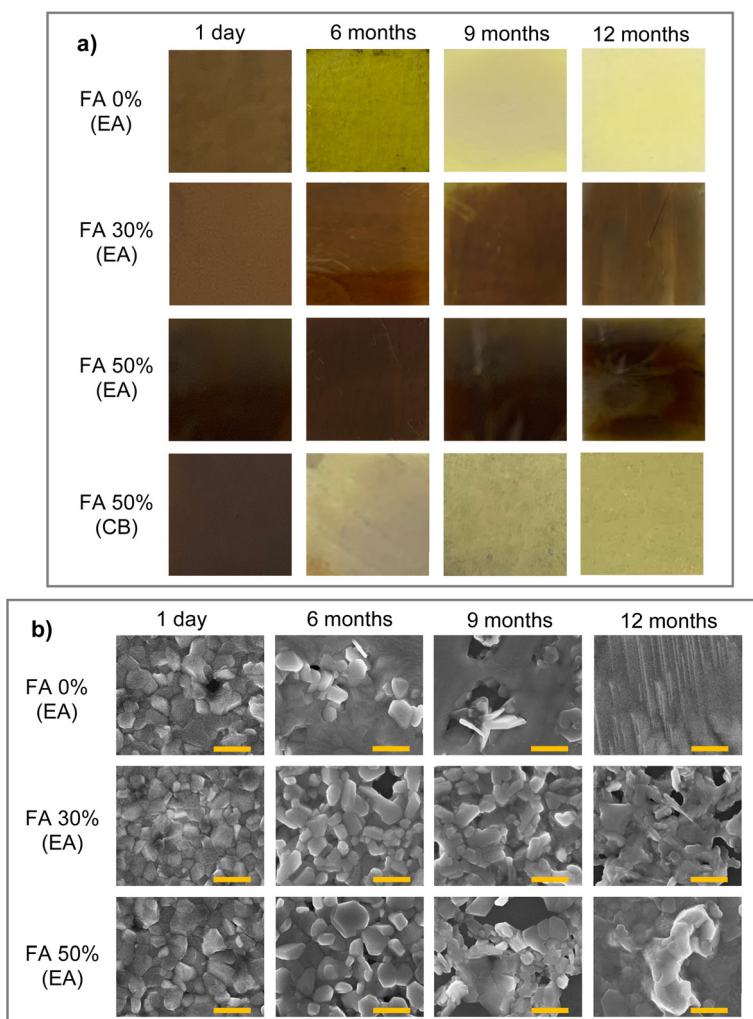 a)
1 day 6 months 9 months 12 months
FA 0%
(EA)
FA 30%
(EA)
FA 50%
(EA)
FA 50%
(CB)
b)
1 day 6 months 9 months 12 months
FA 0%
(EA)
FA 30%
(EA)
FA 50%
(EA)